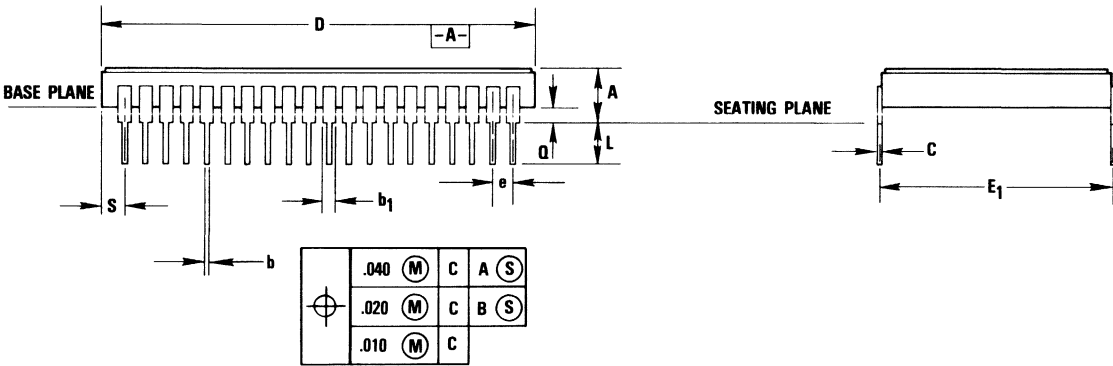 D
-A-
BASE PLANE
A
SEATING PLANE
Q
L
C
e
E1
S
b1
b
.040 Ⓜ C A Ⓢ
.020 Ⓜ C B Ⓢ
.010 Ⓜ C